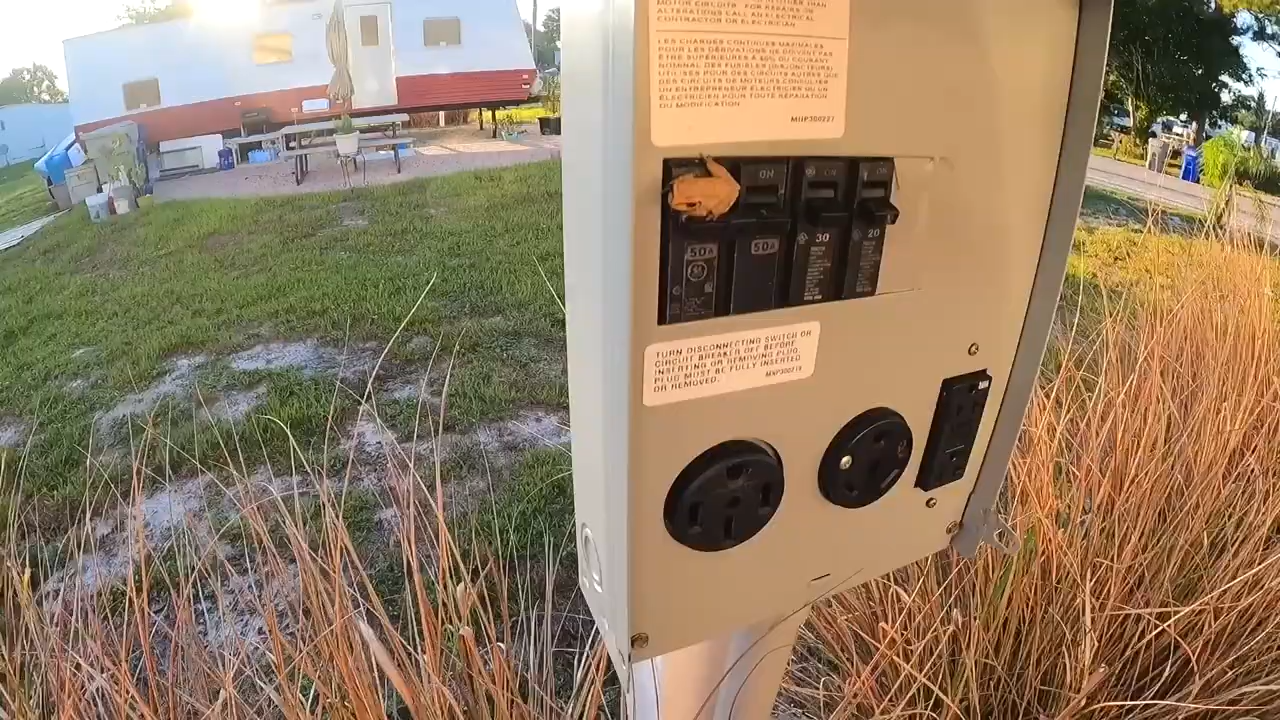 MOTOR CIRCUITS. FOR REPAIRS OR
ALTERATIONS CALL AN ELECTRICAL
CONTRACTOR OR ELECTRICIAN.
LES CHARGES CONTINUES MAXIMALES
POUR LES DÉRIVATIONS NE DOIVENT PAS
ÊTRE SUPÉRIEURES À 80% DU COURANT
NOMINAL DES FUSIBLES (DISJONCTEURS)
UTILISÉS POUR DES CIRCUITS AUTRES QUE
DES CIRCUITS DE MOTEURS CONSULTER
UN ENTREPRENEUR ÉLECTRICIEN OU UN
ÉLECTRICIEN POUR TOUTE RÉPARATION
OU MODIFICATION
MNP300227
ON
ON
50A
50A
30
20
GE
TURN DISCONNECTING SWITCH OR
CIRCUIT BREAKER OFF BEFORE
INSERTING OR REMOVING PLUG.
PLUG MUST BE FULLY INSERTED
OR REMOVED.